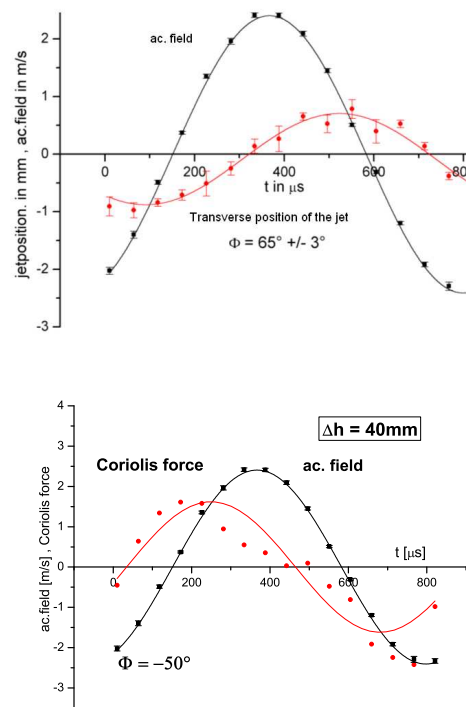 jetposition. in mm , ac.field in m/s
2
1
0
-1
-2
-3
ac. field
0
200
400
600
800
t in μs
Transverse position of the jet
Φ = 65° +/- 3°
Δh = 40mm
Coriolis force
ac. field
ac.field [m/s] , Coriolis force
4
3
2
1
0
-1
-2
-3
t [μs]
0
200
400
600
800
Φ = −50°